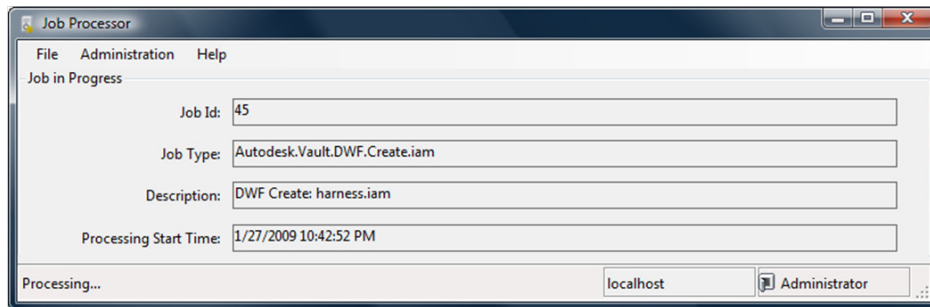 Job Processor
File Administration Help
Job in Progress
Job Id: 45
Job Type: Autodesk.Vault.DWF.Create.iam
Description: DWF Create: harness.iam
Processing Start Time: 1/27/2009 10:42:52 PM
Processing... localhost Administrator